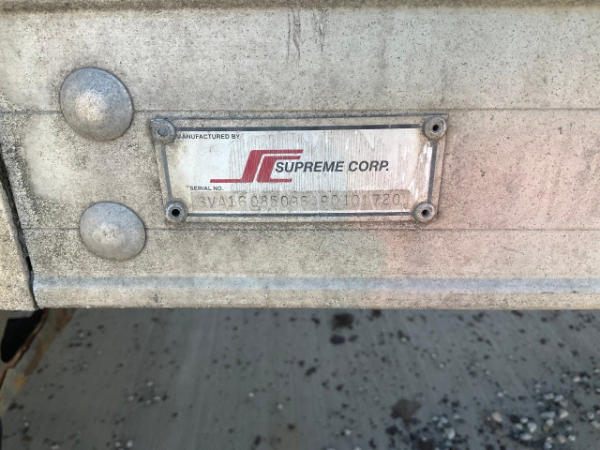 MANUFACTURED BY
SUPREME CORP.
SERIAL NO.